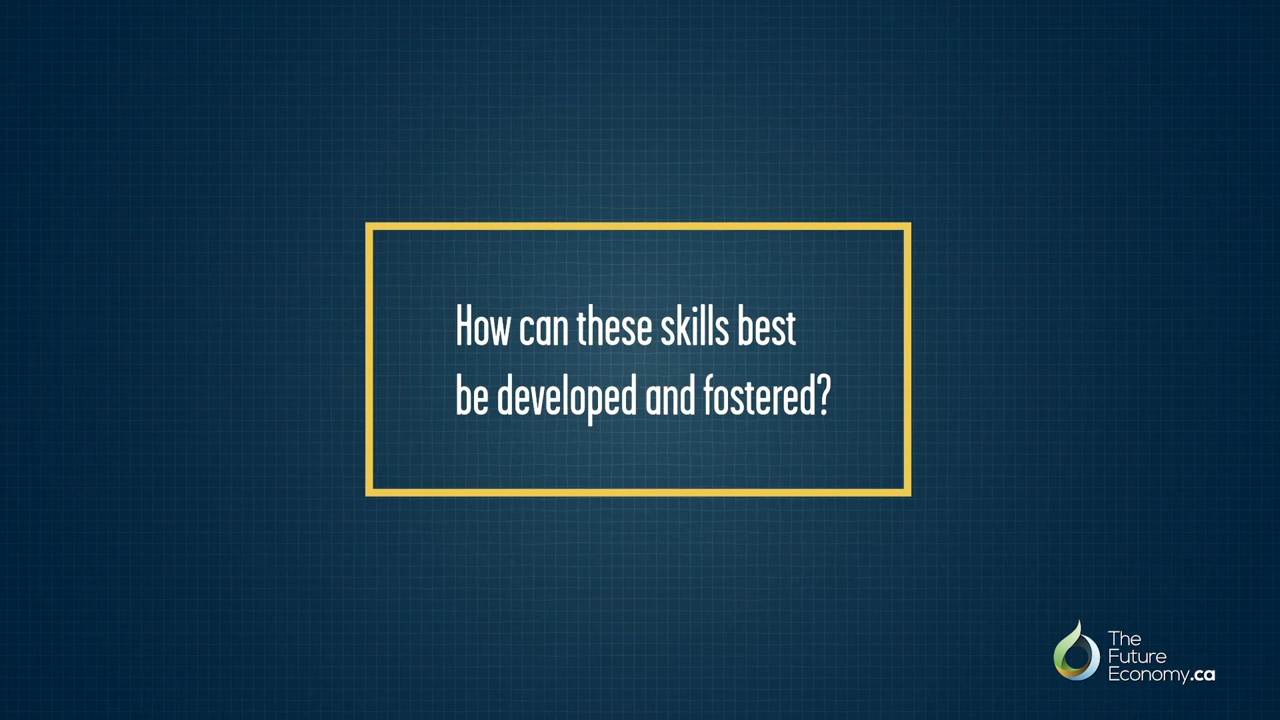 How can these skills best
be developed and fostered?
The
Future
Economy.ca